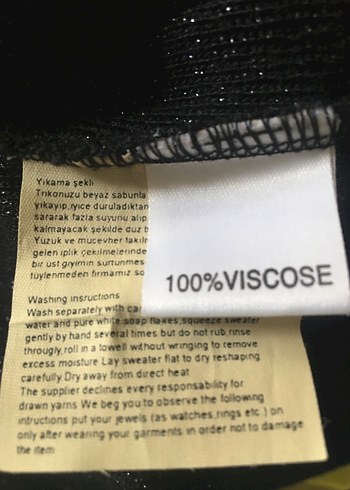 Yıkama şekli
Trikonuzu beyaz sabunla
yıkayıp,iyice duruladıktan
sararak fazla suyunu alıp
kalmayacak şekilde düz b
Yüzük ve mücevher takılr
gelen iplik çekilmelerinde
bir üst giyimin sürtünmes
tüylenmeden firmamız so
100%VISCOSE
Washing insructions
Wash separately with ca
water and pure white soap flakes,squeeze sweater
gently by hand several times but do not rub,rinse
througly,roll in a towell without wringing to remove
excess moisture Lay sweater flat to dry reshaping
carefully Dry away from direct heat
The supplier declines every responsability for
drawn yarns We beg you to observe the following
intructions put your jewels (as watches,rings etc.) on
only after wearing your garments in order not to damage
the item